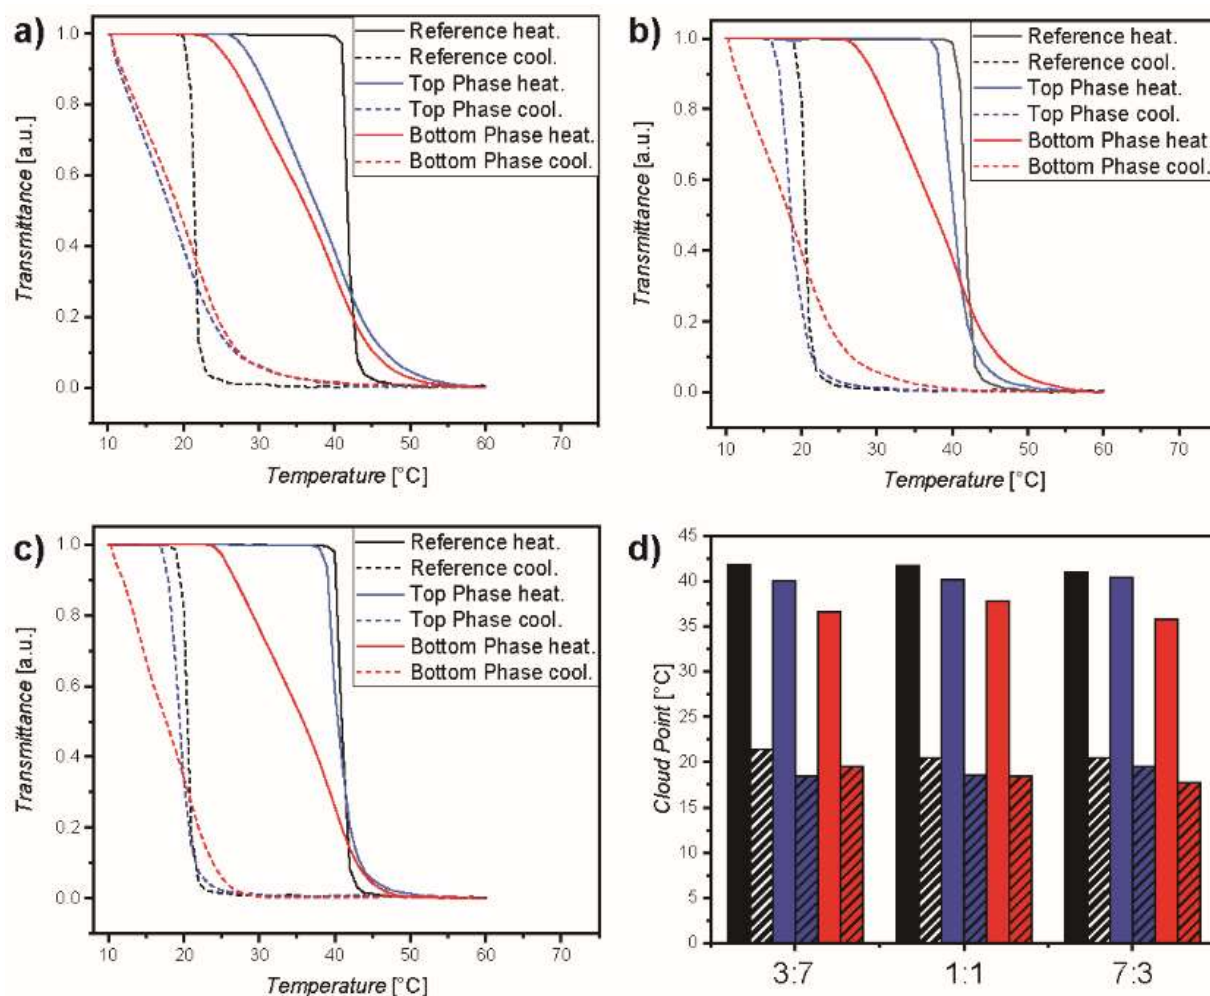 a)
Reference heat.
Reference cool.
Top Phase heat.
Top Phase cool.
Bottom Phase heat.
Bottom Phase cool.
Transmittance [a.u.]
1.0
0.8
0.6
0.4
0.2
0.0
10 20 30 40 50 60 70
Temperature [°C]
b)
Reference heat.
Reference cool.
Top Phase heat.
Top Phase cool.
Bottom Phase heat
Bottom Phase cool.
Transmittance [a.u.]
1.0
0.8
0.6
0.4
0.2
0.0
10 20 30 40 50 60 70
Temperature [°C]
c)
Reference heat.
Reference cool.
Top Phase heat.
Top Phase cool.
Bottom Phase heat.
Bottom Phase cool.
Transmittance [a.u.]
1.0
0.8
0.6
0.4
0.2
0.0
10 20 30 40 50 60 70
Temperature [°C]
d)
Cloud Point [°C]
45
40
35
30
25
20
15
10
5
0
3:7 1:1 7:3